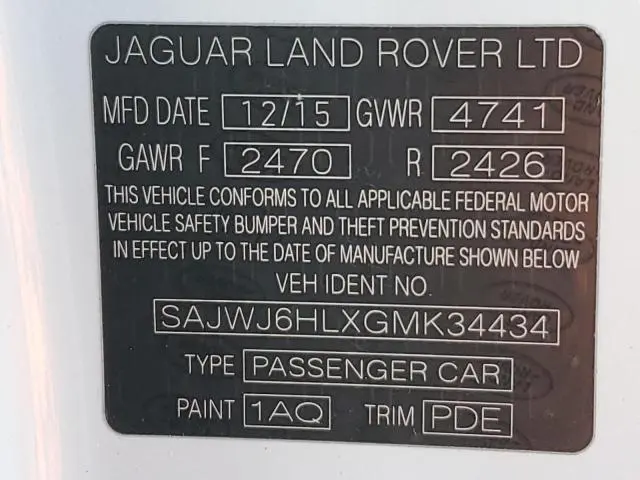 JAGUAR LAND ROVER LTD
MFD DATE 12/15 GVWR 4741
GAWR F 2470 R 2426
THIS VEHICLE CONFORMS TO ALL APPLICABLE FEDERAL MOTOR
VEHICLE SAFETY BUMPER AND THEFT PREVENTION STANDARDS
IN EFFECT UP TO THE DATE OF MANUFACTURE SHOWN BELOW
VEH IDENT NO.
SAJWJ6HLXGMK34434
TYPE PASSENGER CAR
PAINT 1AQ TRIM PDE